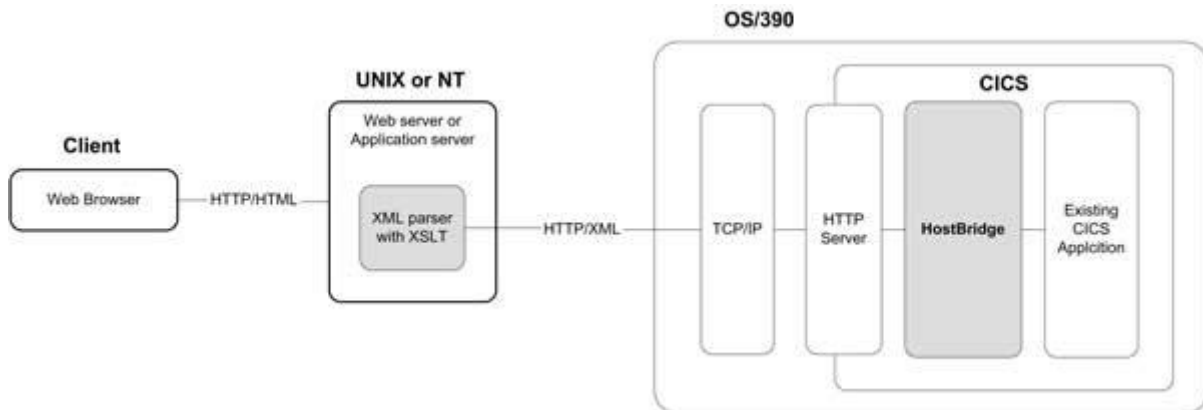 OS/390
UNIX or NT
CICS
Web server or
Application server
Client
Web Browser
HTTP/HTML
XML parser
with XSLT
HTTP/XML
TCP/IP
HTTP
Server
HostBridge
Existing
CICS
Applcition